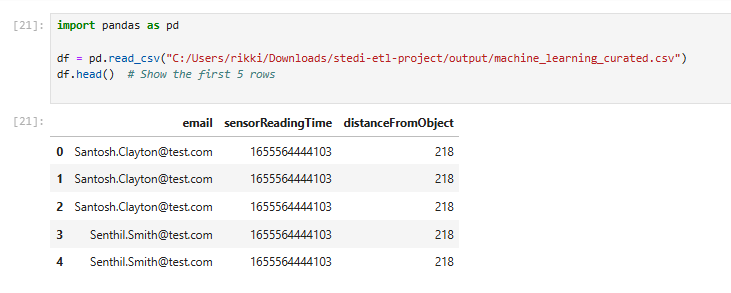 [21]: import pandas as pd
df = pd.read_csv("C:/Users/rikki/Downloads/stedi-etl-project/output/machine_learning_curated.csv")
df.head()  # Show the first 5 rows
[21]:
email sensorReadingTime distanceFromObject
0 Santosh.Clayton@test.com 1655564444103 218
1 Santosh.Clayton@test.com 1655564444103 218
2 Santosh.Clayton@test.com 1655564444103 218
3 Senthil.Smith@test.com 1655564444103 218
4 Senthil.Smith@test.com 1655564444103 218